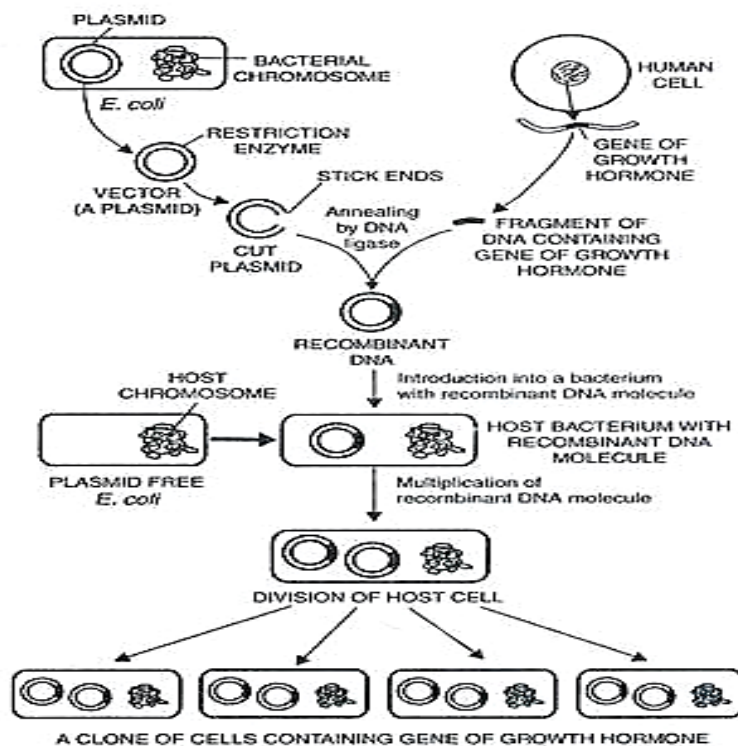 PLASMID
BACTERIAL
CHROMOSOME
E. coli
HUMAN
CELL
RESTRICTION
ENZYME
GENE OF
GROWTH
HORMONE
VECTOR
(A PLASMID)
STICK ENDS
CUT
PLASMID
Annealing
by DNA
ligase
FRAGMENT OF
DNA CONTAINING
GENE OF GROWTH
HORMONE
RECOMBINANT
DNA
Introduction into a bacterium
with recombinant DNA molecule
HOST
CHROMOSOME
PLASMID FREE
E. coli
HOST BACTERIUM WITH
RECOMBINANT DNA
MOLECULE
Multiplication of
recombinant DNA molecule
DIVISION OF HOST CELL
A CLONE OF CELLS CONTAINING GENE OF GROWTH HORMONE